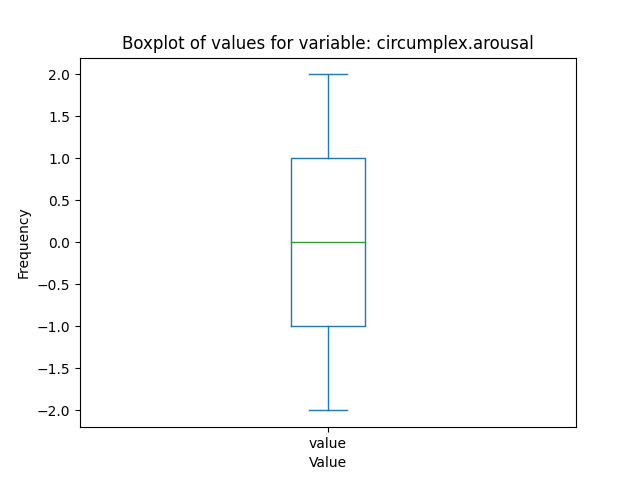 Boxplot of values for variable: circumplex.arousal
2.0
1.5
1.0
0.5
0.0
−0.5
−1.0
−1.5
−2.0
Frequency
value
Value